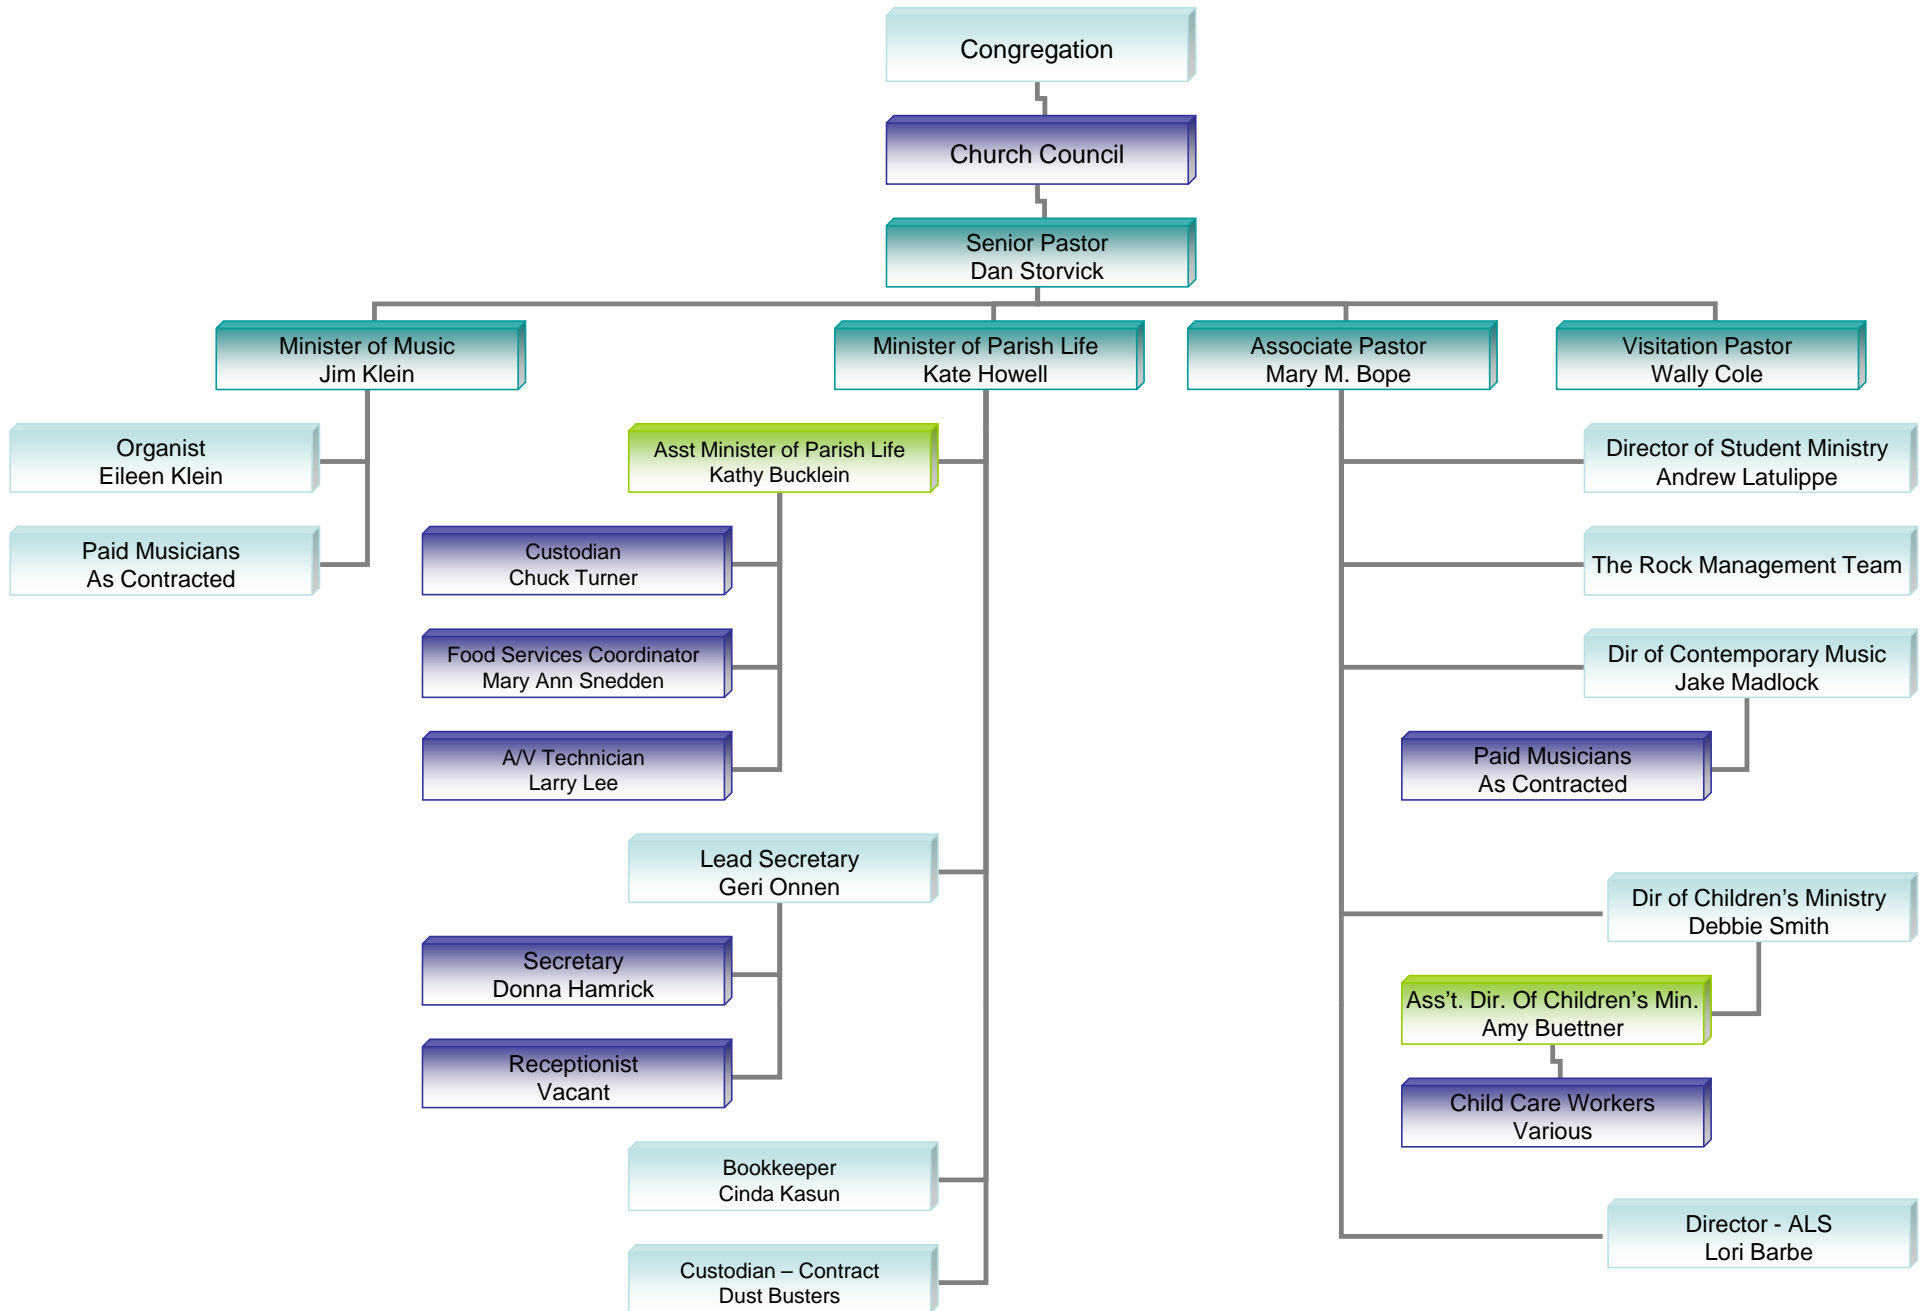 Congregation
Church Council
Senior Pastor
Dan Storvick
Minister of Music
Jim Klein
Minister of Parish Life
Kate Howell
Associate Pastor
Mary M. Bope
Visitation Pastor
Wally Cole
Organist
Eileen Klein
Paid Musicians
As Contracted
Asst Minister of Parish Life
Kathy Bucklein
Custodian
Chuck Turner
Food Services Coordinator
Mary Ann Snedden
A/V Technician
Larry Lee
Lead Secretary
Geri Onnen
Secretary
Donna Hamrick
Receptionist
Vacant
Bookkeeper
Cinda Kasun
Custodian – Contract
Dust Busters
Director of Student Ministry
Andrew Latulippe
The Rock Management Team
Dir of Contemporary Music
Jake Madlock
Paid Musicians
As Contracted
Dir of Children’s Ministry
Debbie Smith
Ass’t. Dir. Of Children’s Min.
Amy Buettner
Child Care Workers
Various
Director - ALS
Lori Barbe